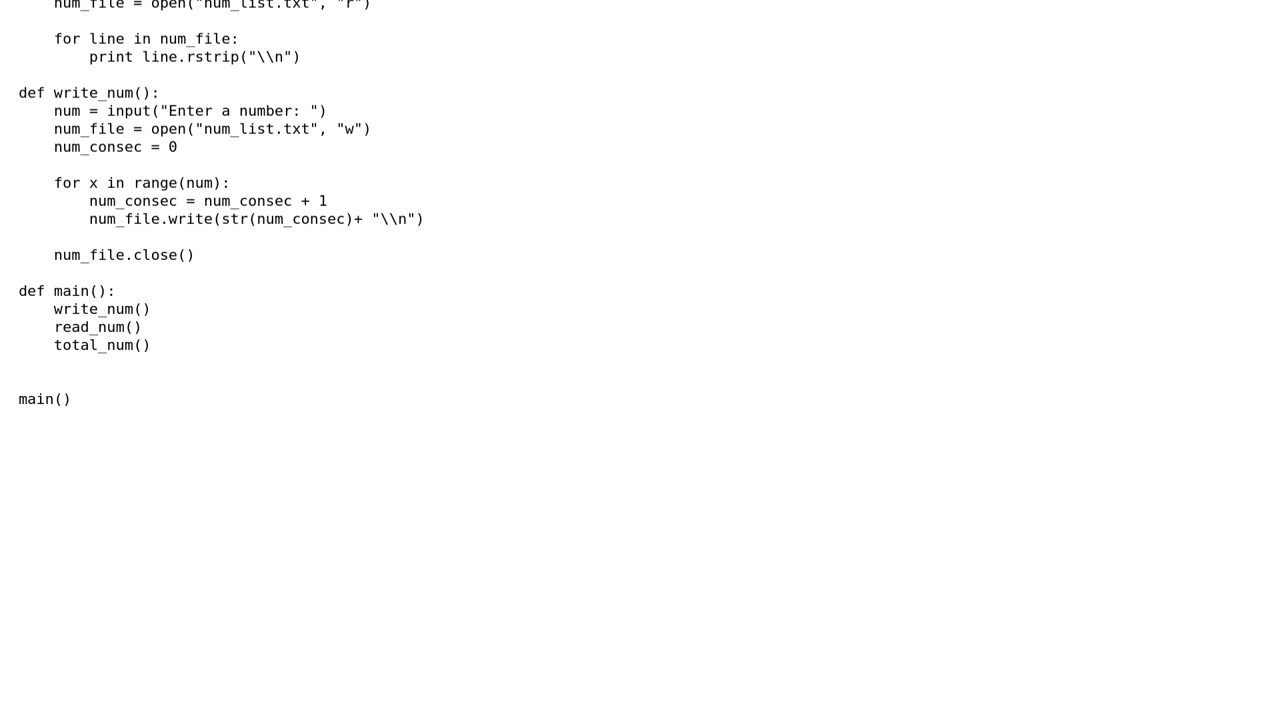 num_file = open("num_list.txt", "r")

    for line in num_file:
        print line.rstrip("\\n")

def write_num():
    num = input("Enter a number: ")
    num_file = open("num_list.txt", "w")
    num_consec = 0

    for x in range(num):
        num_consec = num_consec + 1
        num_file.write(str(num_consec)+ "\\n")

    num_file.close()

def main():
    write_num()
    read_num()
    total_num()


main()